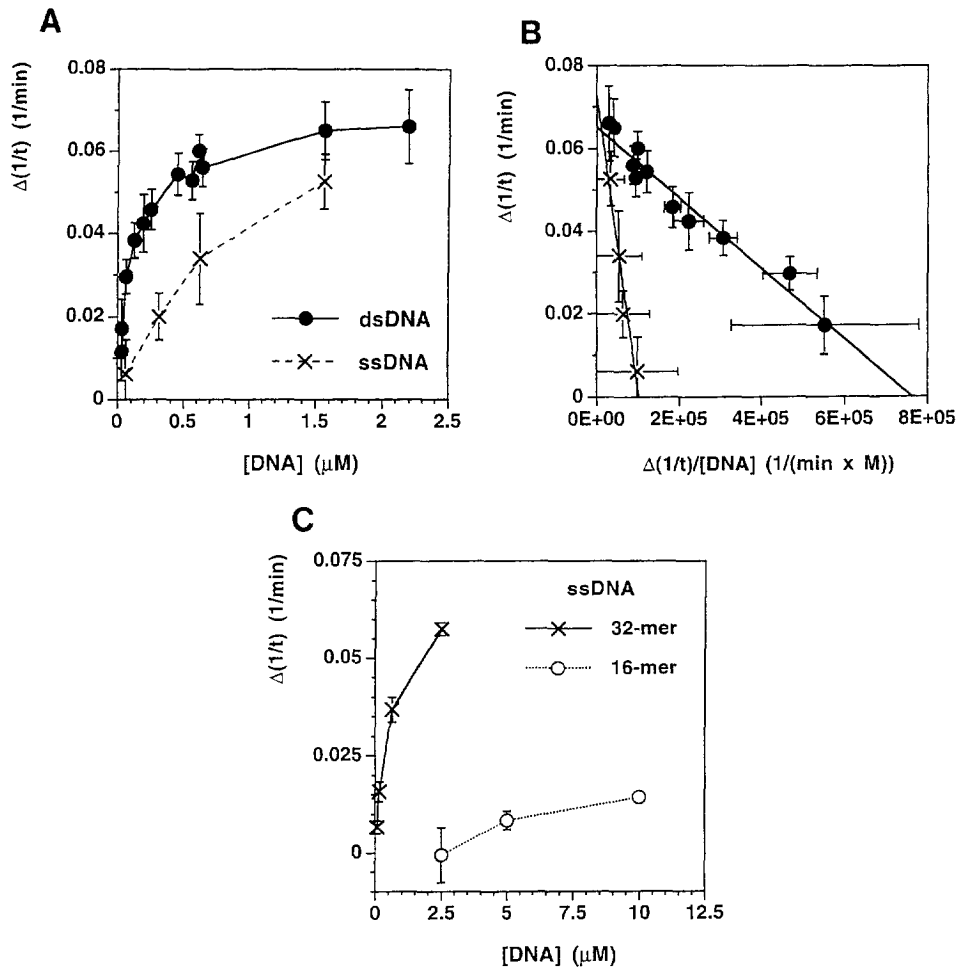 A
Δ(1/t) (1/min)
0.08
0.06
0.04
0.02
0
0 0.5 1 1.5 2 2.5
[DNA] (μM)
dsDNA
ssDNA
B
Δ(1/t) (1/min)
0.08
0.06
0.04
0.02
0
0E+00 2E+05 4E+05 6E+05 8E+05
Δ(1/t)/[DNA] (1/(min x M))
C
Δ(1/t) (1/min)
0.075
0.05
0.025
0
0 2.5 5 7.5 10 12.5
[DNA] (μM)
ssDNA
32-mer
16-mer